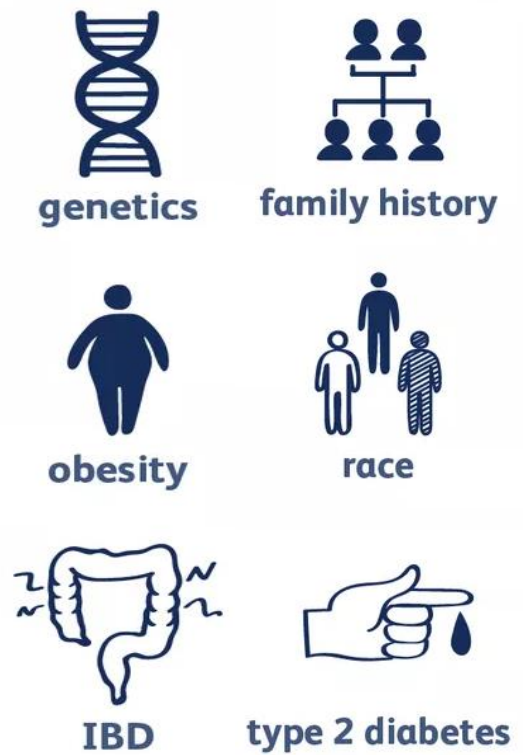 genetics
family history
obesity
race
IBD
type 2 diabetes